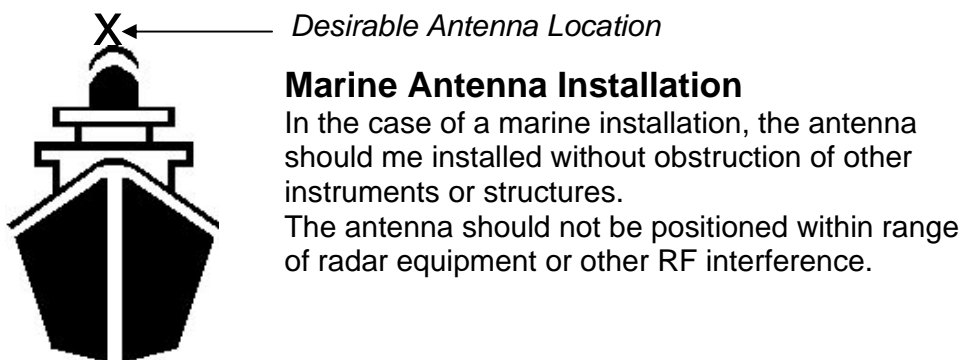 X
Desirable Antenna Location
Marine Antenna Installation
In the case of a marine installation, the antenna
should me installed without obstruction of other
instruments or structures.
The antenna should not be positioned within range
of radar equipment or other RF interference.